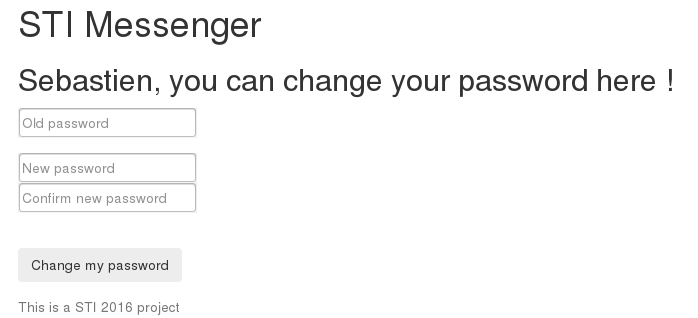 STI Messenger
Sebastien, you can change your password here !
Old password
New password
Confirm new password
Change my password
This is a STI 2016 project